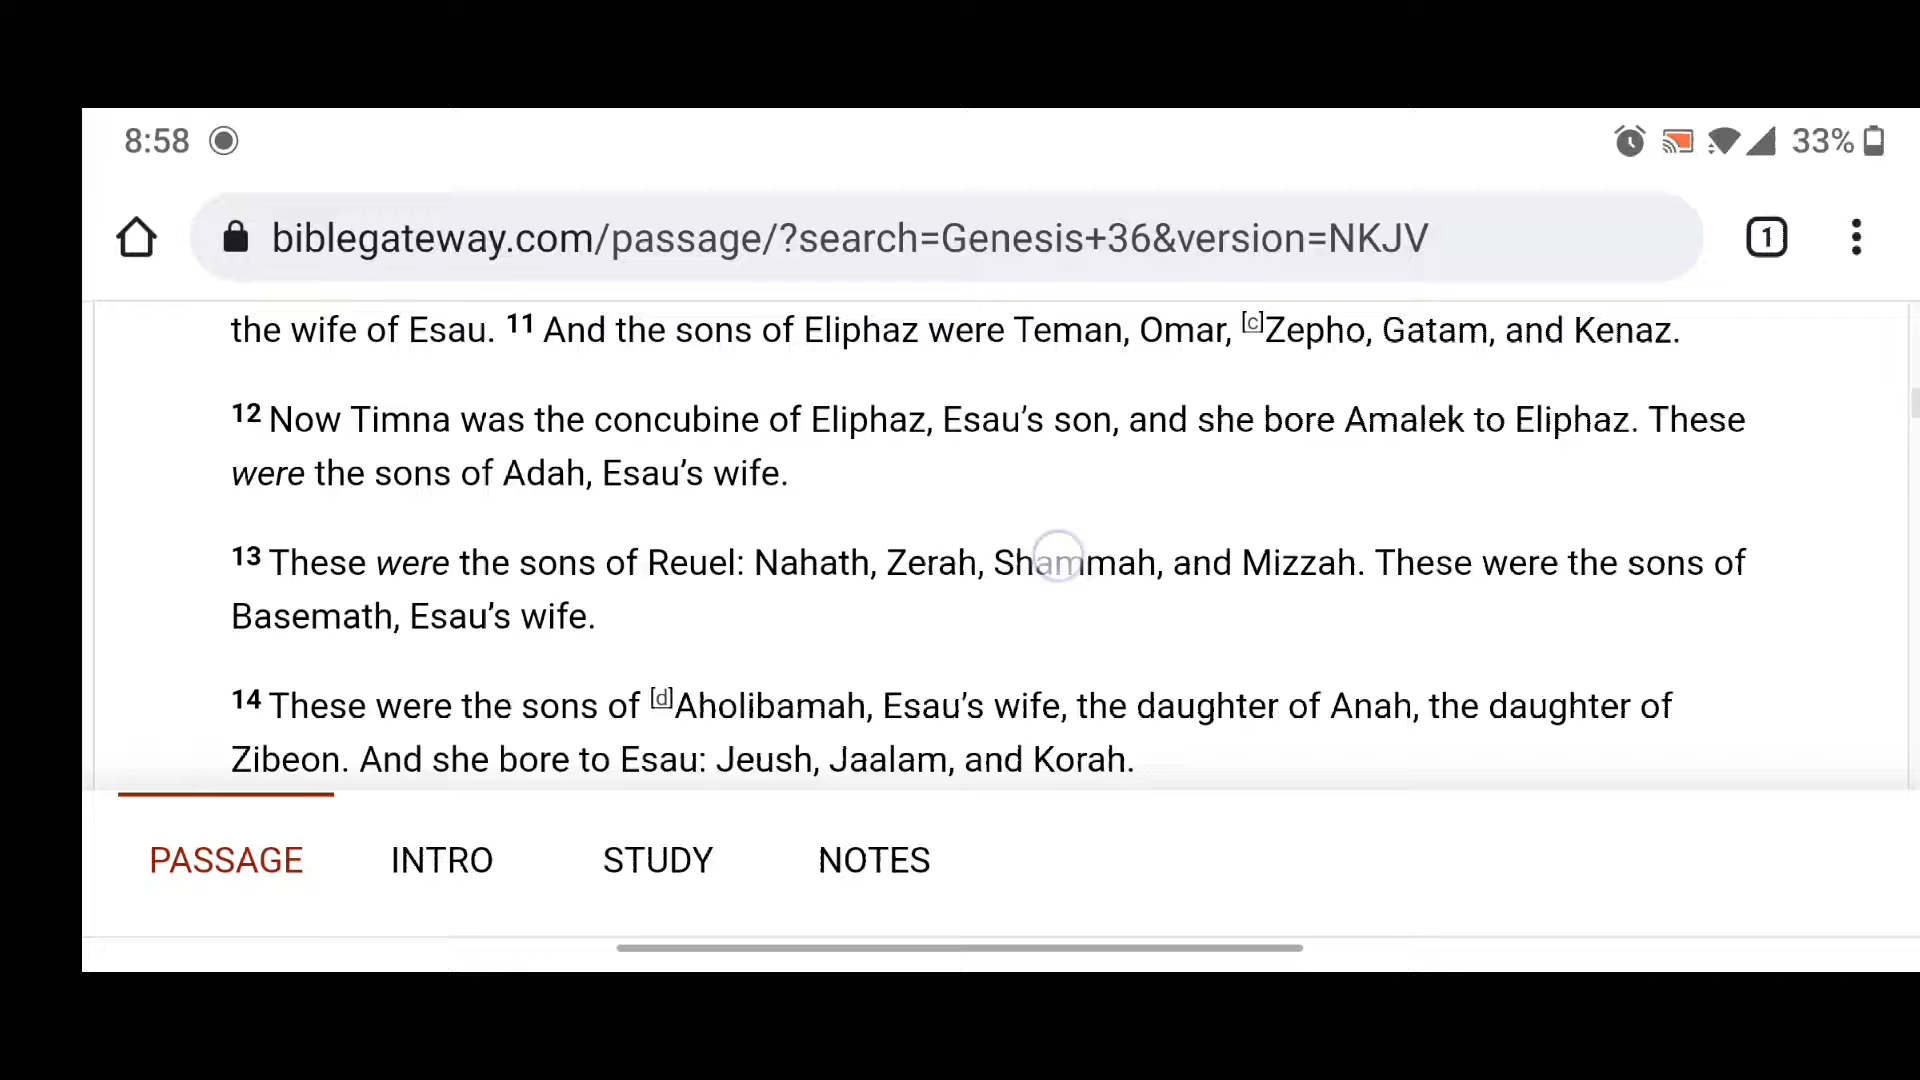 8:58
33%
biblegateway.com/passage/?search=Genesis+36&version=NKJV
1
the wife of Esau. 11 And the sons of Eliphaz were Teman, Omar, [c]Zepho, Gatam, and Kenaz.
12 Now Timna was the concubine of Eliphaz, Esau’s son, and she bore Amalek to Eliphaz. These
were the sons of Adah, Esau’s wife.
13 These were the sons of Reuel: Nahath, Zerah, Shammah, and Mizzah. These were the sons of
Basemath, Esau’s wife.
14 These were the sons of [d]Aholibamah, Esau’s wife, the daughter of Anah, the daughter of
Zibeon. And she bore to Esau: Jeush, Jaalam, and Korah.
PASSAGE INTRO STUDY NOTES